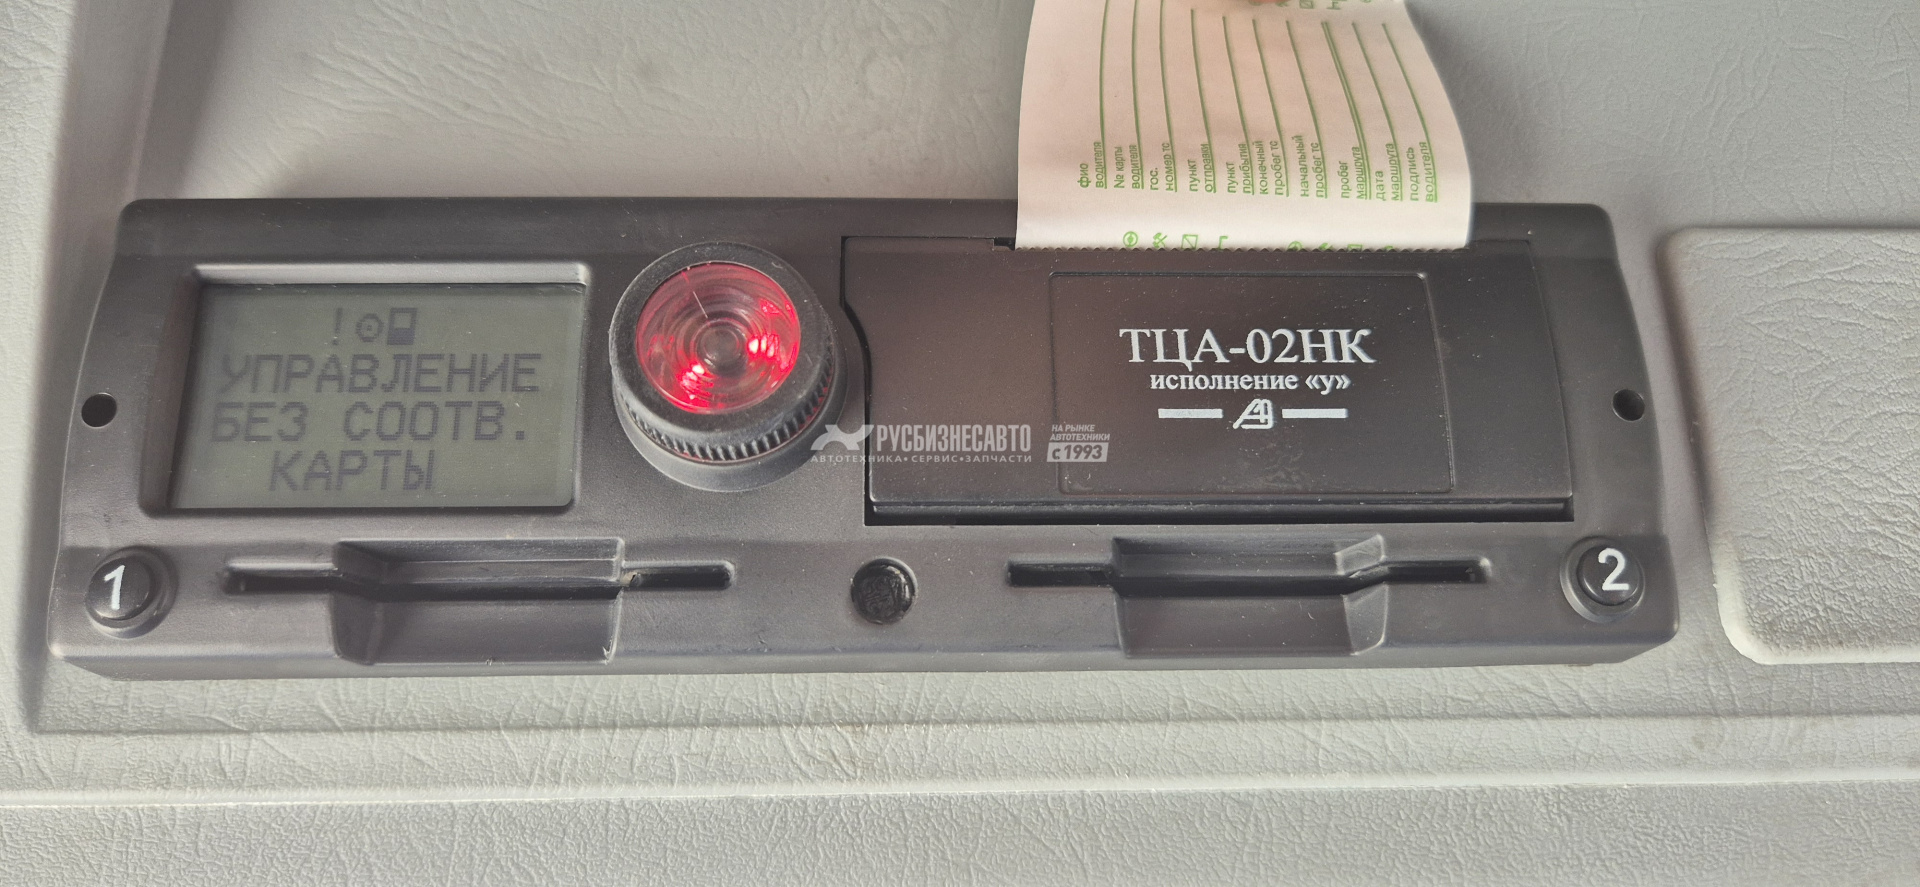 фио
водителя
№ карты
водителя
гос.
номер тс
пункт
отправки
пункт
прибытия
конечный
пробег тс
начальный
пробег тс
пробег
маршрута
дата
маршрута
подпись
водителя
УПРАВЛЕНИЕ
БЕЗ СООТВ.
КАРТЫ
ТЦА-02НК
исполнение «у»
РУСБИЗНЕСАВТО
АВТОТЕХНИКА•СЕРВИС•ЗАПЧАСТИ
НА РЫНКЕ
АВТОТЕХНИКИ
с 1993
1
2